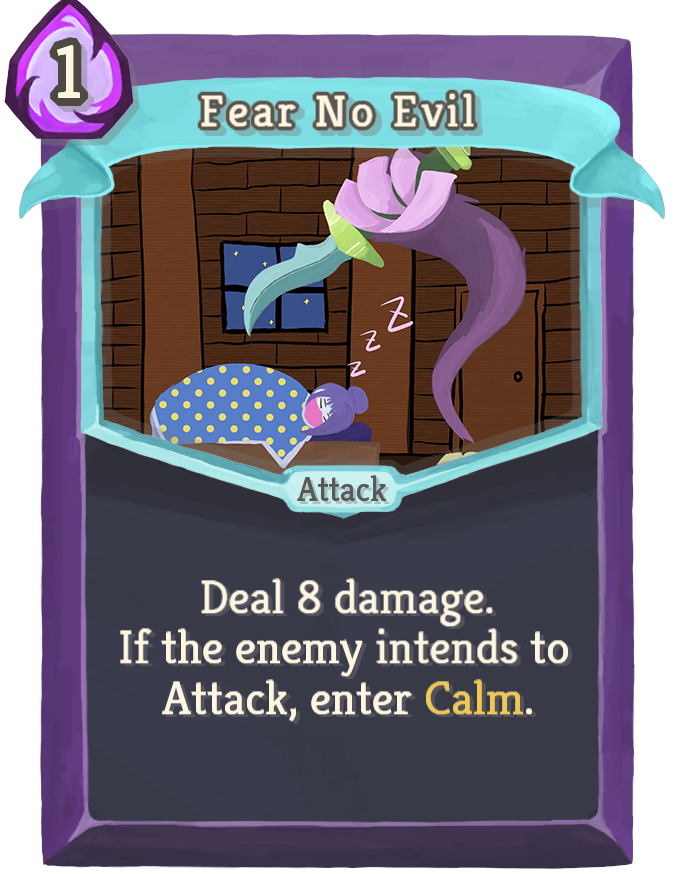 1
Fear No Evil
Z
Z
Z
Attack
Deal 8 damage.
If the enemy intends to
Attack, enter Calm.